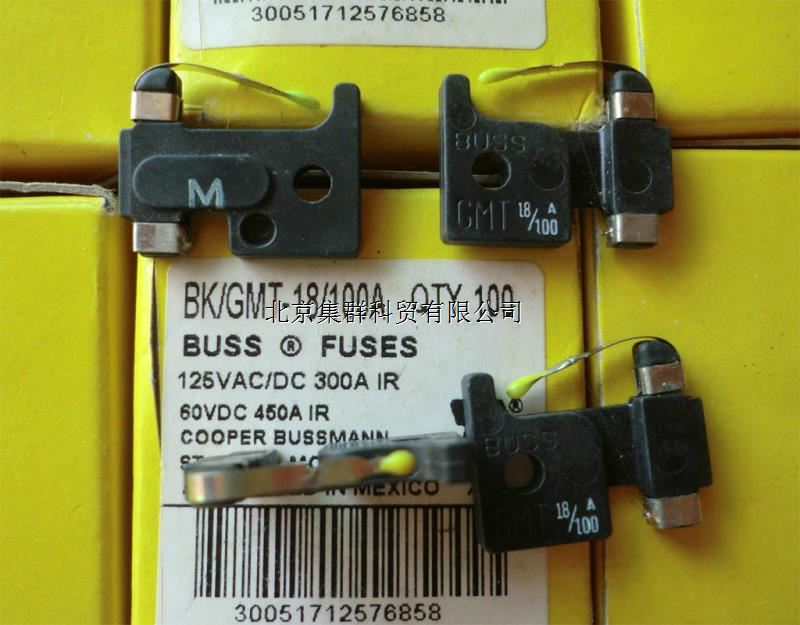 30051712576858
M
BUSS
GMT 18/100 A
BK/GMT-18/100A QTY 100
北京集群科贸有限公司
BUSS ® FUSES
125VAC/DC 300A IR
60VDC 450A IR
®
COOPER BUSSMANN
BUSS
IN MEXICO
GMT 18/100 A
30051712576858